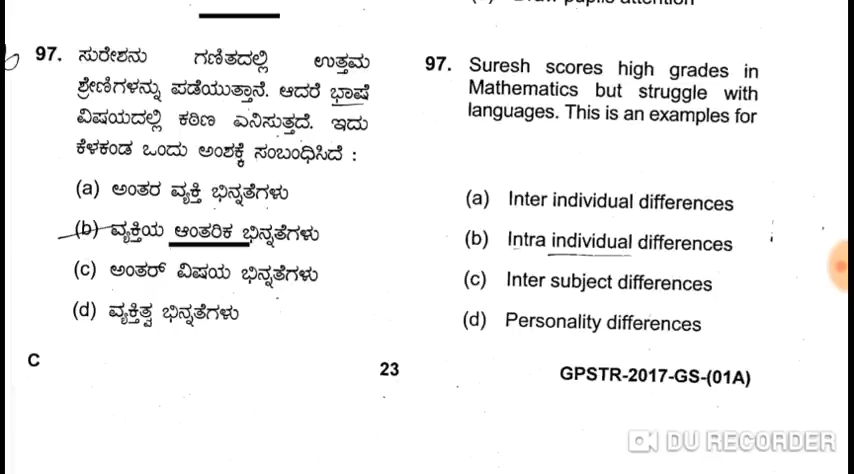 97. ಸುರೇಶನು ಗಣಿತದಲ್ಲಿ ಉತ್ತಮ
ಶ್ರೇಣಿಗಳನ್ನು ಪಡೆಯುತ್ತಾನೆ. ಆದರೆ ಭಾಷೆ
ವಿಷಯದಲ್ಲಿ ಕಠಿಣ ಎನಿಸುತ್ತದೆ. ಇದು
ಕೆಳಕಂಡ ಒಂದು ಅಂಶಕ್ಕೆ ಸಂಬಂಧಿಸಿದೆ :
(a) ಅಂತರ ವ್ಯಕ್ತಿ ಭಿನ್ನತೆಗಳು
(b) ವ್ಯಕ್ತಿಯ ಆಂತರಿಕ ಭಿನ್ನತೆಗಳು
(c) ಅಂತರ್ ವಿಷಯ ಭಿನ್ನತೆಗಳು
(d) ವ್ಯಕ್ತಿತ್ವ ಭಿನ್ನತೆಗಳು
97. Suresh scores high grades in
Mathematics but struggle with
languages. This is an examples for
(a) Inter individual differences
(b) Intra individual differences
(c) Inter subject differences
(d) Personality differences
C
23
GPSTR-2017-GS-(01A)
DU RECORDER